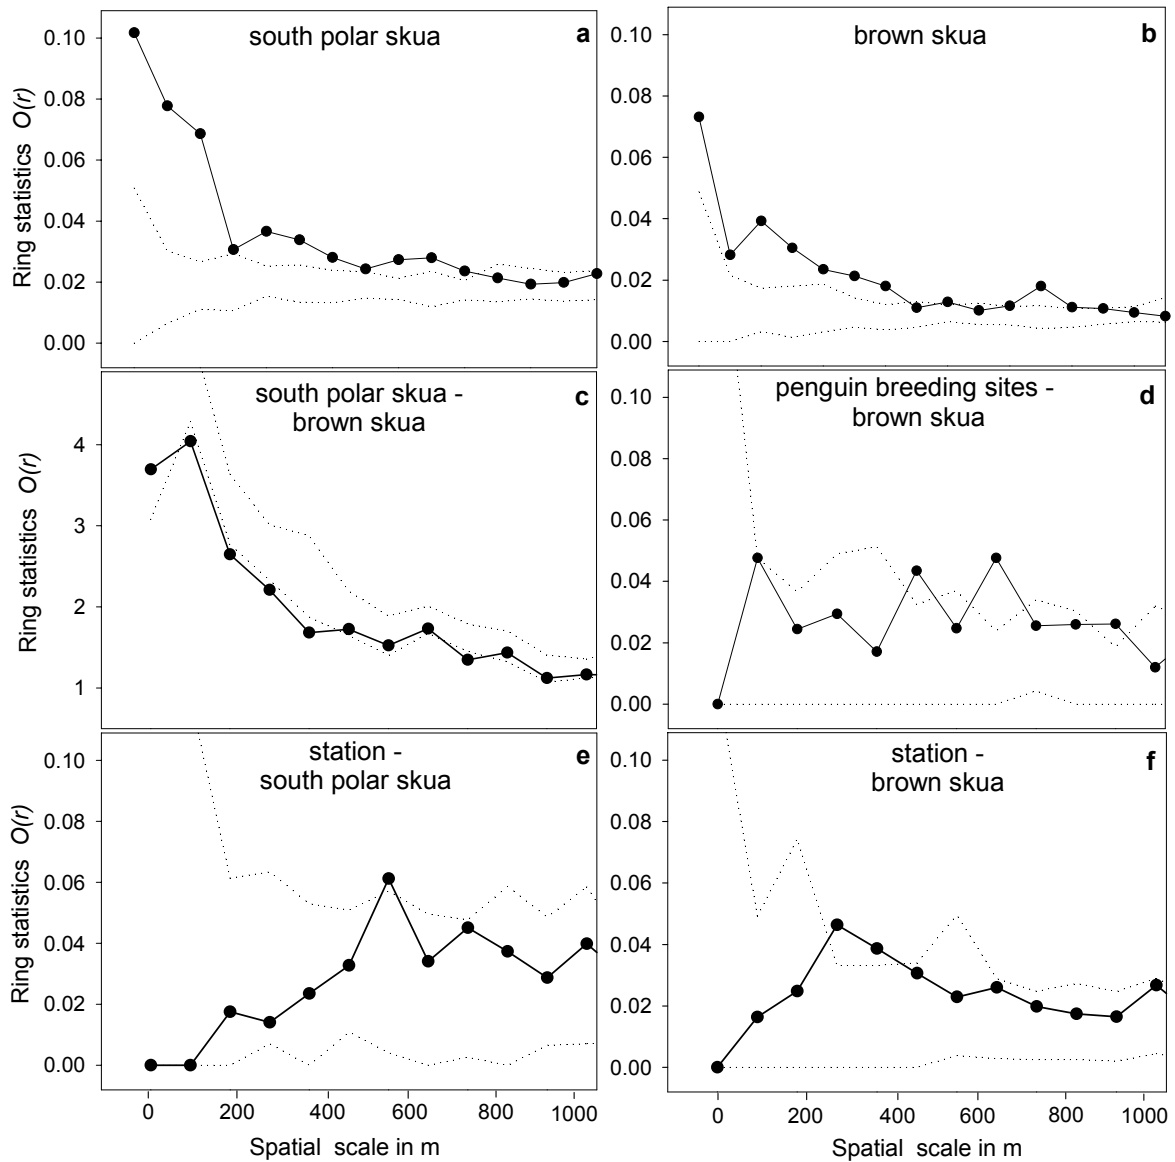 south polar skua
a
Ring statistics O(r)
0.10
0.08
0.06
0.04
0.02
0.00
brown skua
b
0.10
0.08
0.06
0.04
0.02
0.00
south polar skua -
brown skua
c
Ring statistics O(r)
4
3
2
1
penguin breeding sites -
brown skua
d
0.10
0.08
0.06
0.04
0.02
0.00
station -
south polar skua
e
Ring statistics O(r)
0.10
0.08
0.06
0.04
0.02
0.00
0 200 400 600 800 1000
Spatial scale in m
station -
brown skua
f
0.10
0.08
0.06
0.04
0.02
0.00
0 200 400 600 800 1000
Spatial scale in m